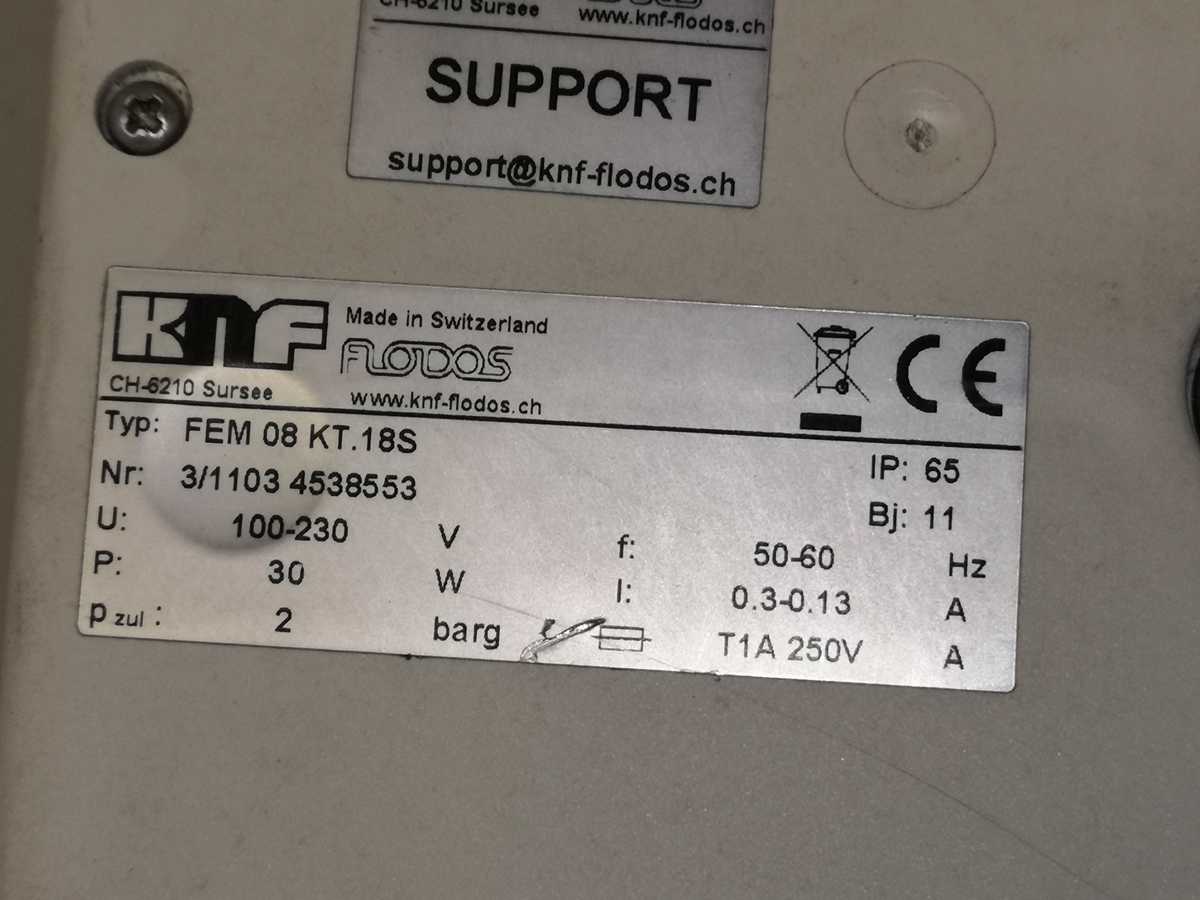 CH-6210 Sursee www.knf-flodos.ch
SUPPORT
support@knf-flodos.ch
KNF Made in Switzerland
FLODOS
CH-6210 Sursee www.knf-flodos.ch
CE
Typ: FEM 08 KT.18S
IP: 65
Nr: 3/1103 4538553
Bj: 11
U: 100-230 V f: 50-60 Hz
P: 30 W I: 0.3-0.13 A
p zul : 2 barg T1A 250V A